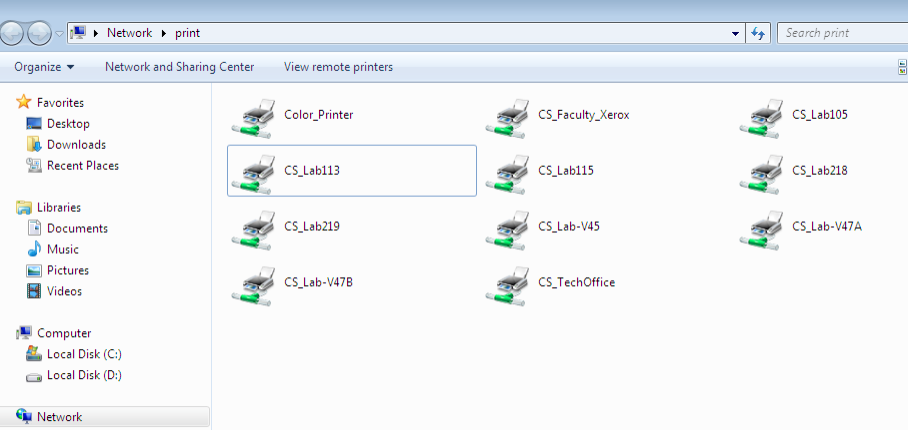 Network print Search print
Organize Network and Sharing Center View remote printers
Favorites
Desktop
Downloads
Recent Places
Libraries
Documents
Music
Pictures
Videos
Computer
Local Disk (C:)
Local Disk (D:)
Network
Color_Printer CS_Faculty_Xerox CS_Lab105
CS_Lab113 CS_Lab115 CS_Lab218
CS_Lab219 CS_Lab-V45 CS_Lab-V47A
CS_Lab-V47B CS_TechOffice